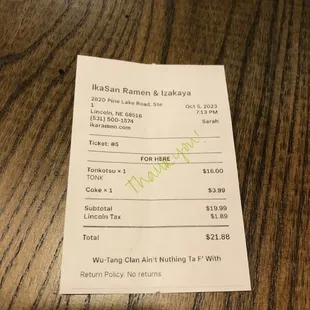 IkaSan Ramen & Izakaya
2820 Pine Lake Road, Ste
1
Lincoln, NE 68516
(531) 500-1374
ikaramen.com
Oct 5, 2023
7:13 PM
Sarah
Ticket: #5
Thank you!
FOR HERE
Tonkotsu × 1 $16.00
TONK
Coke × 1 $3.99
Subtotal $19.99
Lincoln Tax $1.89
Total $21.88
Wu-Tang Clan Ain't Nuthing Ta F' With
Return Policy: No returns